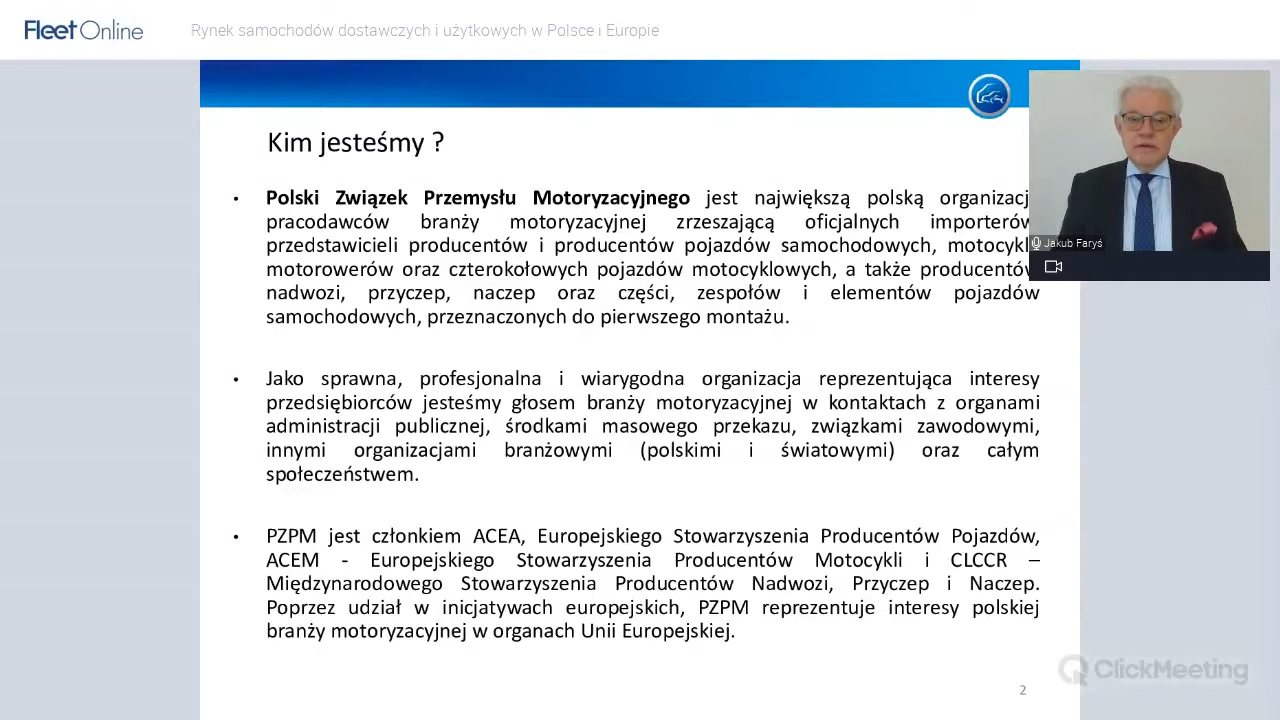 FleetOnline
Rynek samochodów dostawczych i użytkowych w Polsce i Europie
Kim jesteśmy ?
• Polski Związek Przemysłu Motoryzacyjnego jest największą polską organizacj
pracodawców branży motoryzacyjnej zrzeszającą oficjalnych importerów
przedstawicieli producentów i producentów pojazdów samochodowych, motocykl
motorowerów oraz czterokołowych pojazdów motocyklowych, a także producentów
nadwozi, przyczep, naczep oraz części, zespołów i elementów pojazdów
samochodowych, przeznaczonych do pierwszego montażu.
• Jako sprawna, profesjonalna i wiarygodna organizacja reprezentująca interesy
przedsiębiorców jesteśmy głosem branży motoryzacyjnej w kontaktach z organami
administracji publicznej, środkami masowego przekazu, związkami zawodowymi,
innymi organizacjami branżowymi (polskimi i światowymi) oraz całym
społeczeństwem.
• PZPM jest członkiem ACEA, Europejskiego Stowarzyszenia Producentów Pojazdów,
ACEM - Europejskiego Stowarzyszenia Producentów Motocykli i CLCCR –
Międzynarodowego Stowarzyszenia Producentów Nadwozi, Przyczep i Naczep.
Poprzez udział w inicjatywach europejskich, PZPM reprezentuje interesy polskiej
branży motoryzacyjnej w organach Unii Europejskiej.
Jakub Faryś
ClickMeeting
2